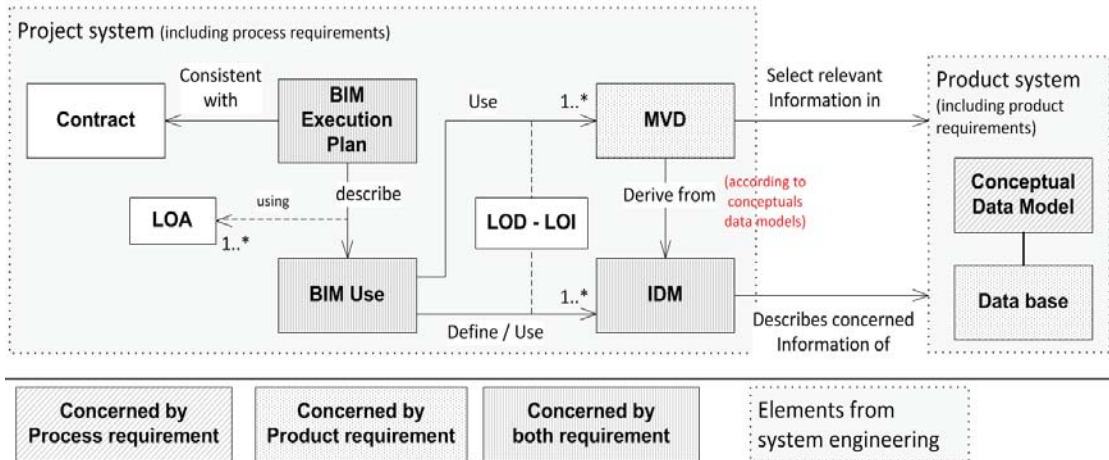 Project system (including process requirements)
Contract
Consistent
with
BIM
Execution
Plan
Use
1..*
MVD
Select relevant
Information in
Product system
(including product
requirements)
LOA
using
1..*
describe
LOD - LOI
Derive from
(according to
conceptuals
data models)
Conceptual
Data Model
BIM Use
Define / Use
1..*
IDM
Describes concerned
Information of
Data base
Concerned by
Process requirement
Concerned by
Product requirement
Concerned by
both requirement
Elements from
system engineering